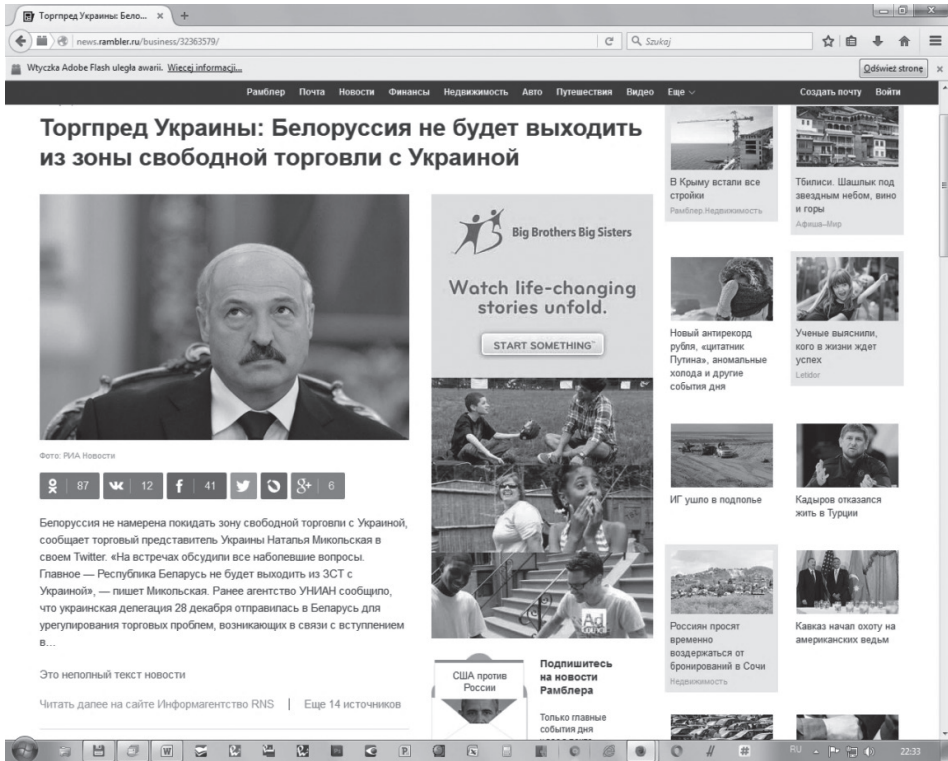 Торгпред Украины: Бело... ×
+
news.rambler.ru/business/32363579/
Szukaj
Wtyczka Adobe Flash uległa awarii. Więcej informacji...
Odśwież stronę ×
Рамблер Почта Новости Финансы Недвижимость Авто Путешествия Видео Еще
Создать почту Войти
Торгпред Украины: Белоруссия не будет выходить
из зоны свободной торговли с Украиной
Фото: РИА Новости
87
12
f 41
g+ 6
Белоруссия не намерена покидать зону свободной торговли с Украиной,
сообщает торговый представитель Украины Наталья Микольская в
своем Twitter. «На встречах обсудили все наболевшие вопросы.
Главное — Республика Беларусь не будет выходить из ЗСТ с
Украиной», — пишет Микольская. Ранее агентство УНИАН сообщило,
что украинская делегация 28 декабря отправилась в Беларусь для
урегулирования торговых проблем, возникающих в связи с вступлением
в...
Это неполный текст новости
Читать далее на сайте Информагентство RNS | Еще 14 источников
Big Brothers Big Sisters
Watch life-changing
stories unfold.
START SOMETHING™
Ad
США против
России
Подпишитесь
на новости
Рамблера
Только главные
события дня
В Крыму встали все
стройки
Рамблер.Недвижимость
Тбилиси. Шашлык под
звездным небом, вино
и горы
Афиша–Мир
Новый антирекорд
рубля, «цитатник
Путина», аномальные
холода и другие
события дня
Ученые выяснили,
кого в жизни ждет
успех
Letidor
ИГ ушло в подполье
Кадыров отказался
жить в Турции
Россиян просят
временно
воздержаться от
бронирований в Сочи
Недвижимость
Кавказ начал охоту на
американских ведьм
RU
22:33